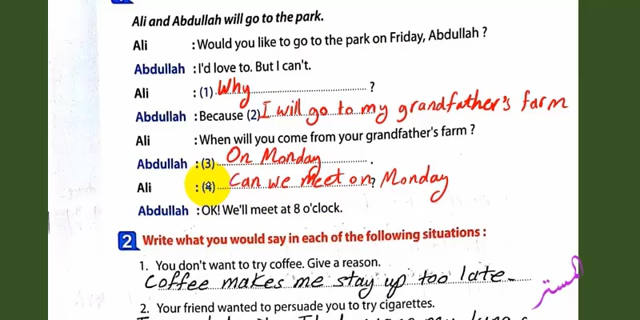 Ali and Abdullah will go to the park.
Ali : Would you like to go to the park on Friday, Abdullah ?
Abdullah : I'd love to. But I can't.
Ali : (1) Why ?
Abdullah : Because (2) I will go to my grandfather's farm
Ali : When will you come from your grandfather's farm ?
Abdullah : (3) On Monday .
Ali : (4) Can we meet on ? Monday
Abdullah : OK! We'll meet at 8 o'clock.
2 Write what you would say in each of the following situations :
1. You don't want to try coffee. Give a reason.
Coffee makes me stay up too late.
2. Your friend wanted to persuade you to try cigarettes.